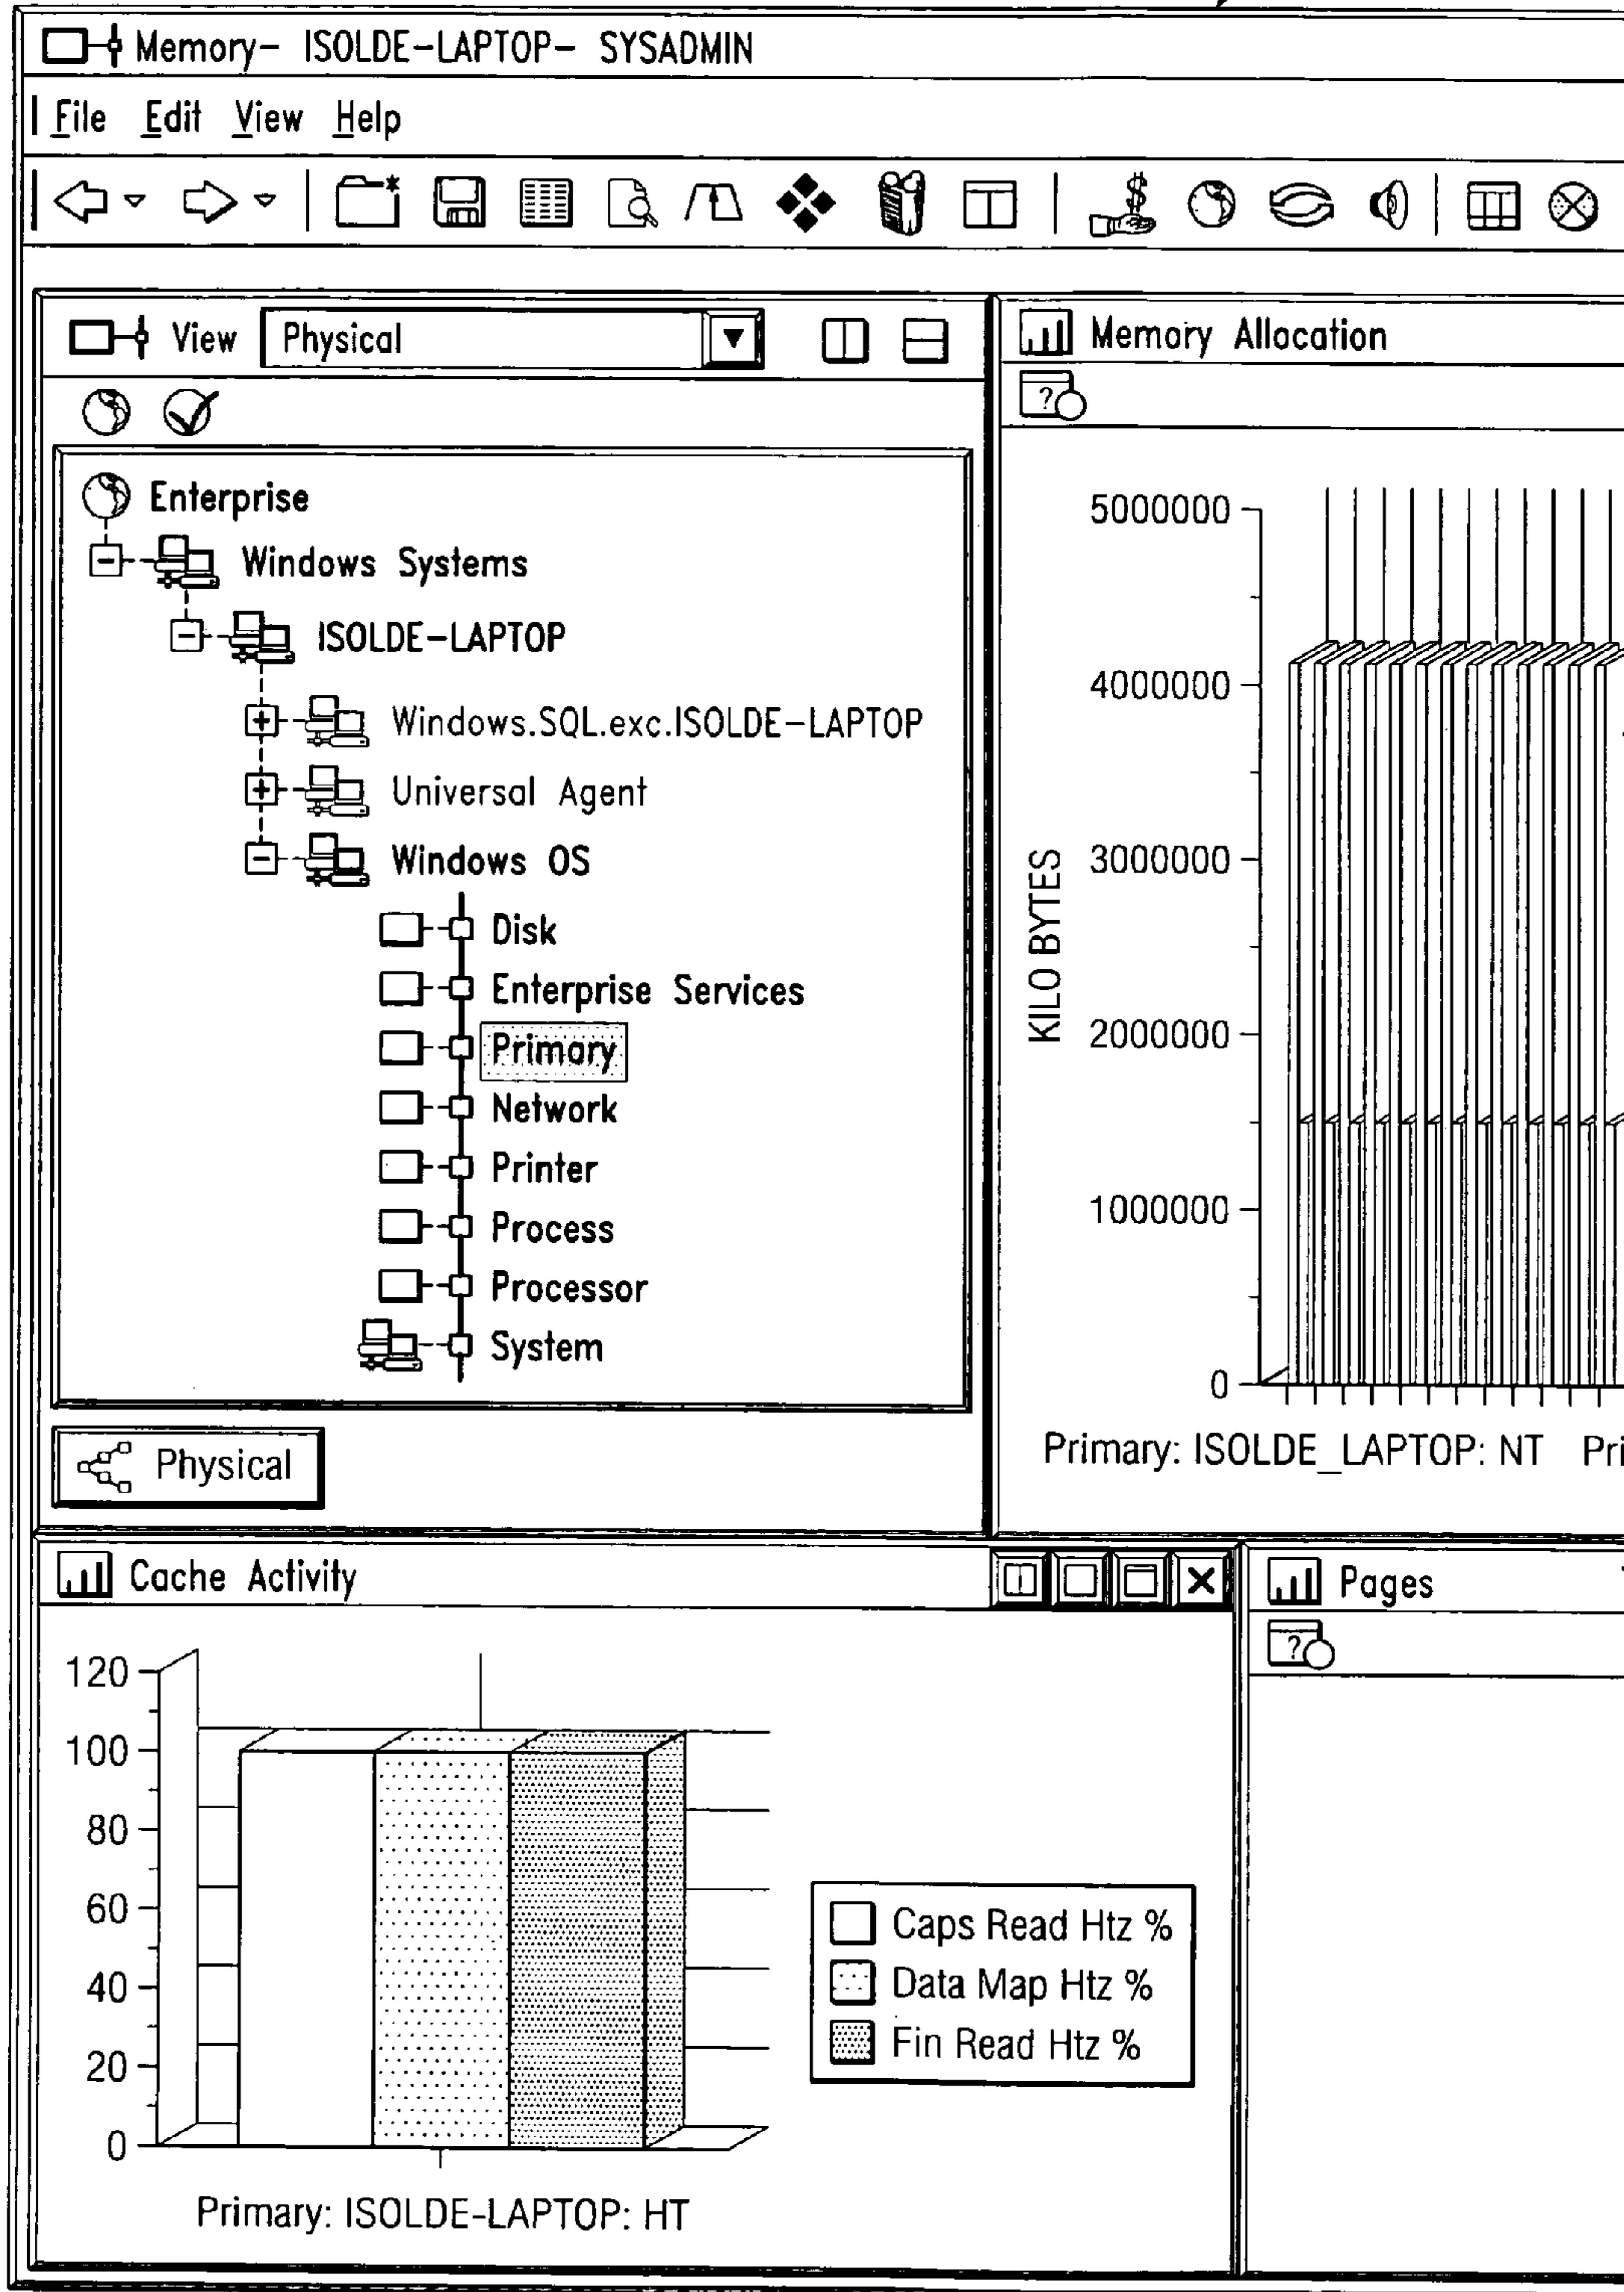 Memory- ISOLDE-LAPTOP- SYSADMIN
File Edit View Help
View Physical
Enterprise
Windows Systems
ISOLDE-LAPTOP
Windows.SQL.exc.ISOLDE-LAPTOP
Universal Agent
Windows OS
Disk
Enterprise Services
Primary
Network
Printer
Process
Processor
System
Physical
Memory Allocation
?
5000000
4000000
3000000
2000000
1000000
0
KILO BYTES
Primary: ISOLDE_LAPTOP: NT Pri
Cache Activity
120
100
80
60
40
20
0
Caps Read Htz %
Data Map Htz %
Fin Read Htz %
Primary: ISOLDE-LAPTOP: HT
Pages
?